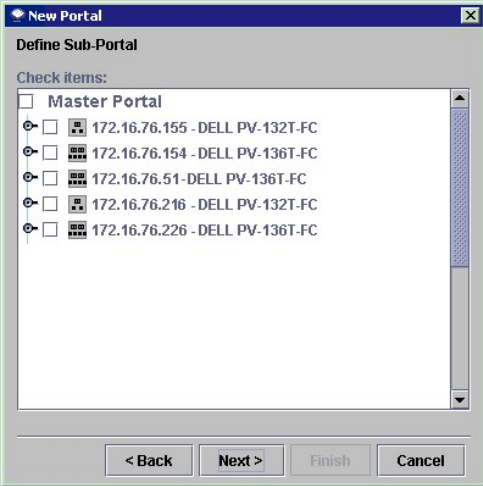 New Portal
Define Sub-Portal
Check items:
Master Portal
172.16.76.155 - DELL PV-132T-FC
172.16.76.154 - DELL PV-136T-FC
172.16.76.51-DELL PV-136T-FC
172.16.76.216 - DELL PV-132T-FC
172.16.76.226 - DELL PV-136T-FC
< Back Next > Finish Cancel